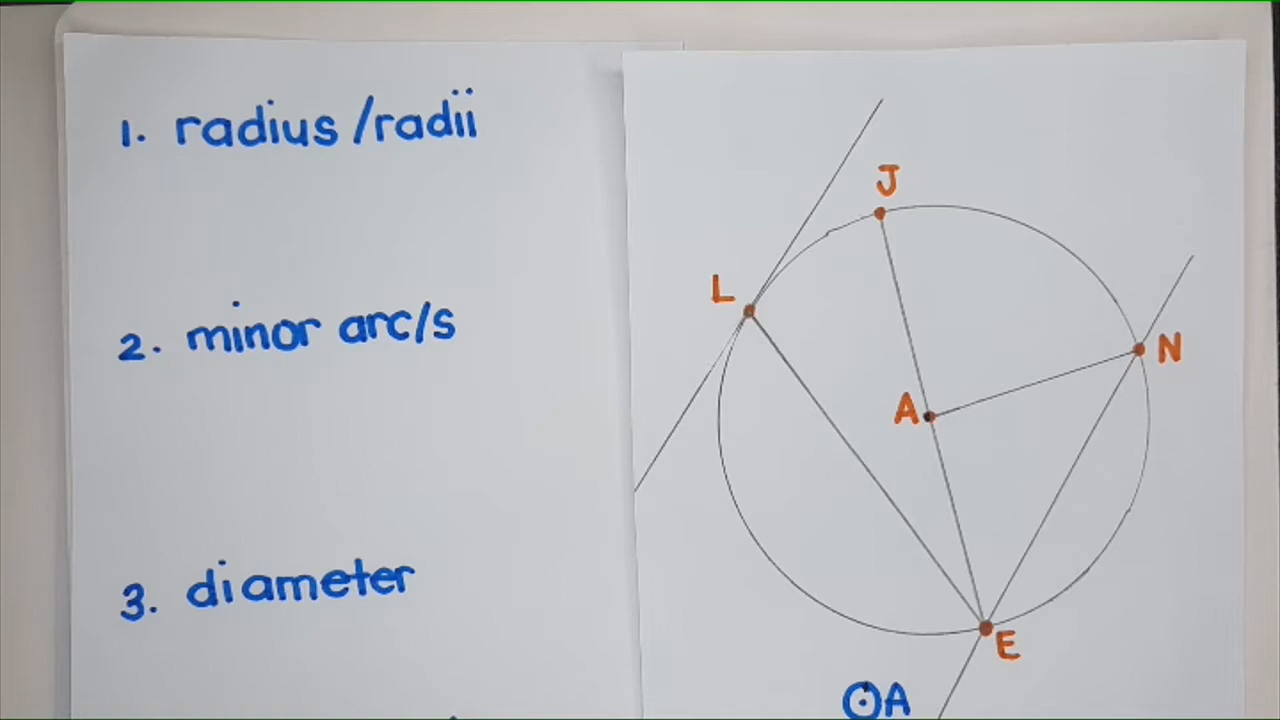 1. radius/radii
2. minor arc/s
3. diameter
J
L
N
A
E
⊙A